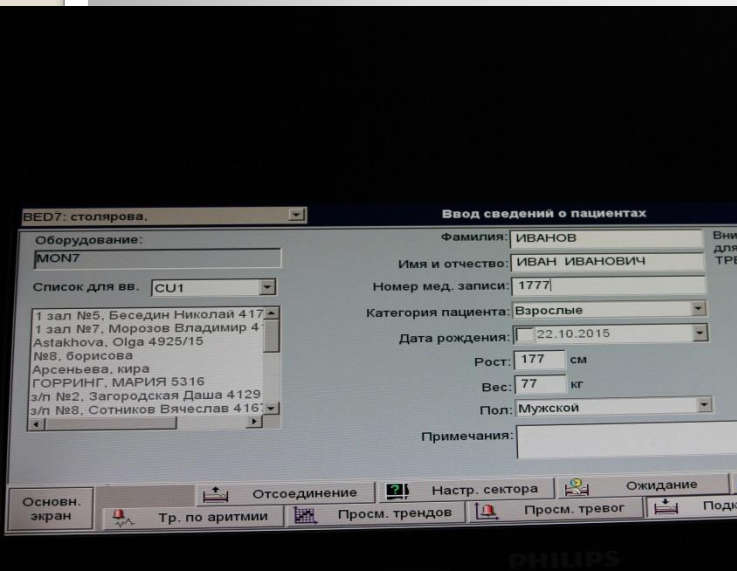 BED7: столярова,
Ввод сведений о пациентах
Оборудование:
MON7
Список для вв. CU1
1 зал №5, Беседин Николай 417
1 зал №7, Морозов Владимир 4
Astakhova, Olga 4925/15
№8, борисова
Арсеньева, кира
ГОРРИНГ, МАРИЯ 5316
з/п №2, Загородская Даша 4129
з/п №8, Сотников Вячеслав 416
Фамилия: ИВАНОВ
Имя и отчество: ИВАН ИВАНОВИЧ
Номер мед. записи: 1777
Категория пациента: Взрослые
Дата рождения: 22.10.2015
Рост: 177 см
Вес: 77 кг
Пол: Мужской
Примечания:
Вни
для
ТРЕ
Основн. экран
Отсоединение
Настр. сектора
Ожидание
Тр. по аритмии
Просм. трендов
Просм. тревог
Подк
PHILIPS